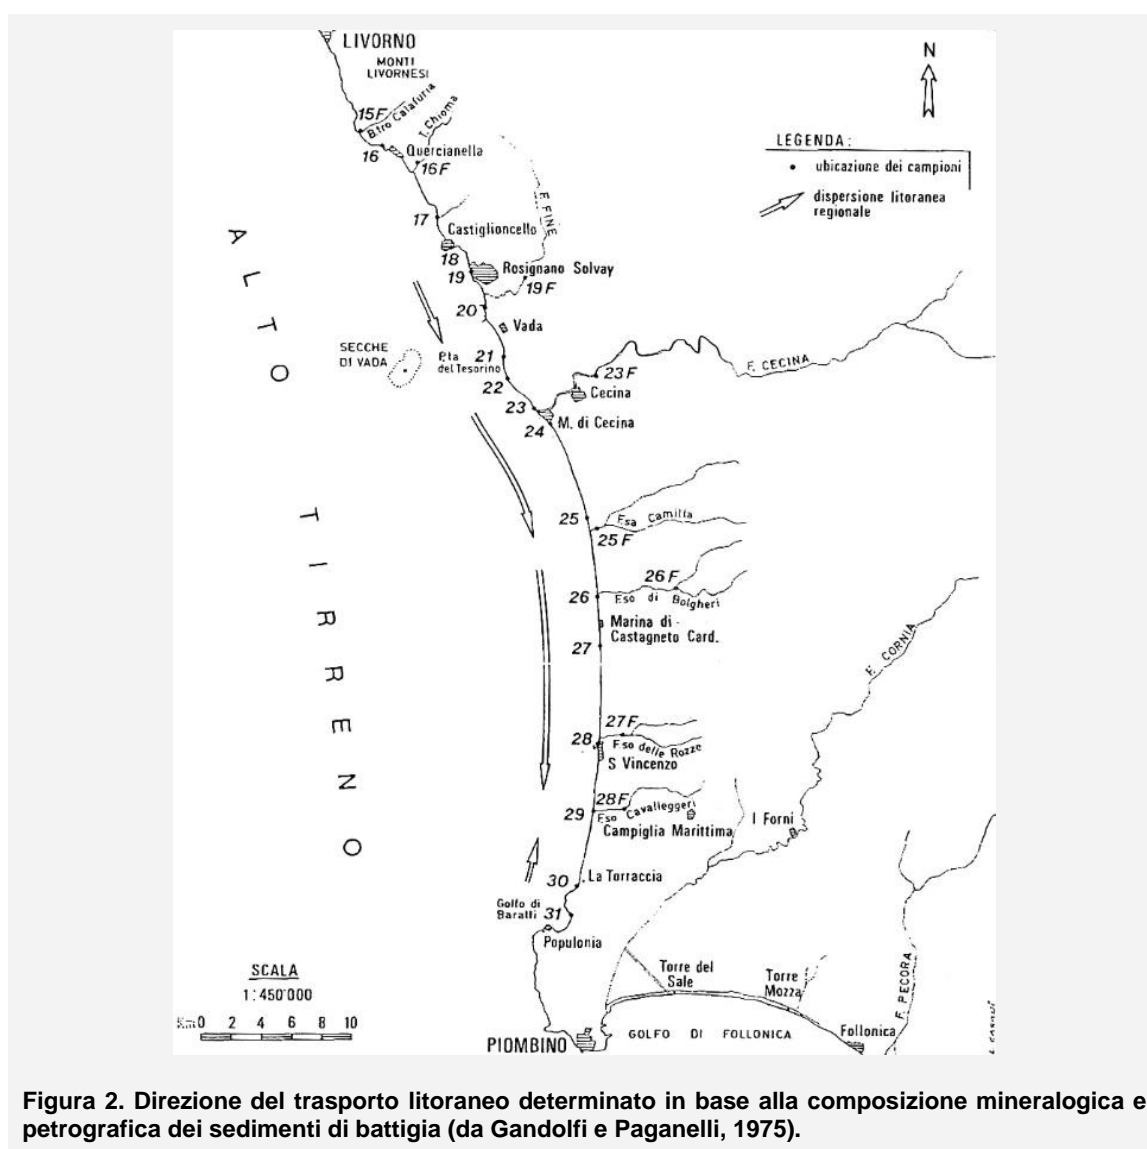 LIVORNO
MONTI
LIVORNESI
N
15F
B.tro Calafuria
T. Chioma
16
Quercianella
16F
LEGENDA:
ubicazione dei campioni
dispersione litoranea
regionale
F. FINE
17
Castiglioncello
18
19
Rosignano Solvay
19F
20
Vada
ALTO TIRRENO
SECCHE
DI VADA
P.ta
del Tesorino
21
22
23F
F. CECINA
Cecina
23
M. di Cecina
24
25
F.sa Camilla
25F
26F
26
F.so di Bolgheri
Marina di
Castagneto Card.
27
F. CORNIA
27F
28
F.so delle Rozze
S Vincenzo
28F
29
F.so Cavalleggeri
Campiglia Marittima
I Forni
30
La Torraccia
Golfo di
Baratti
31
Populonia
F. PECORA
SCALA
1:450'000
Km 0 2 4 6 8 10
Torre del
Sale
Torre
Mozza
PIOMBINO
GOLFO DI FOLLONICA
Follonica
Figura 2. Direzione del trasporto litoraneo determinato in base alla composizione mineralogica e
petrografica dei sedimenti di battigia (da Gandolfi e Paganelli, 1975).